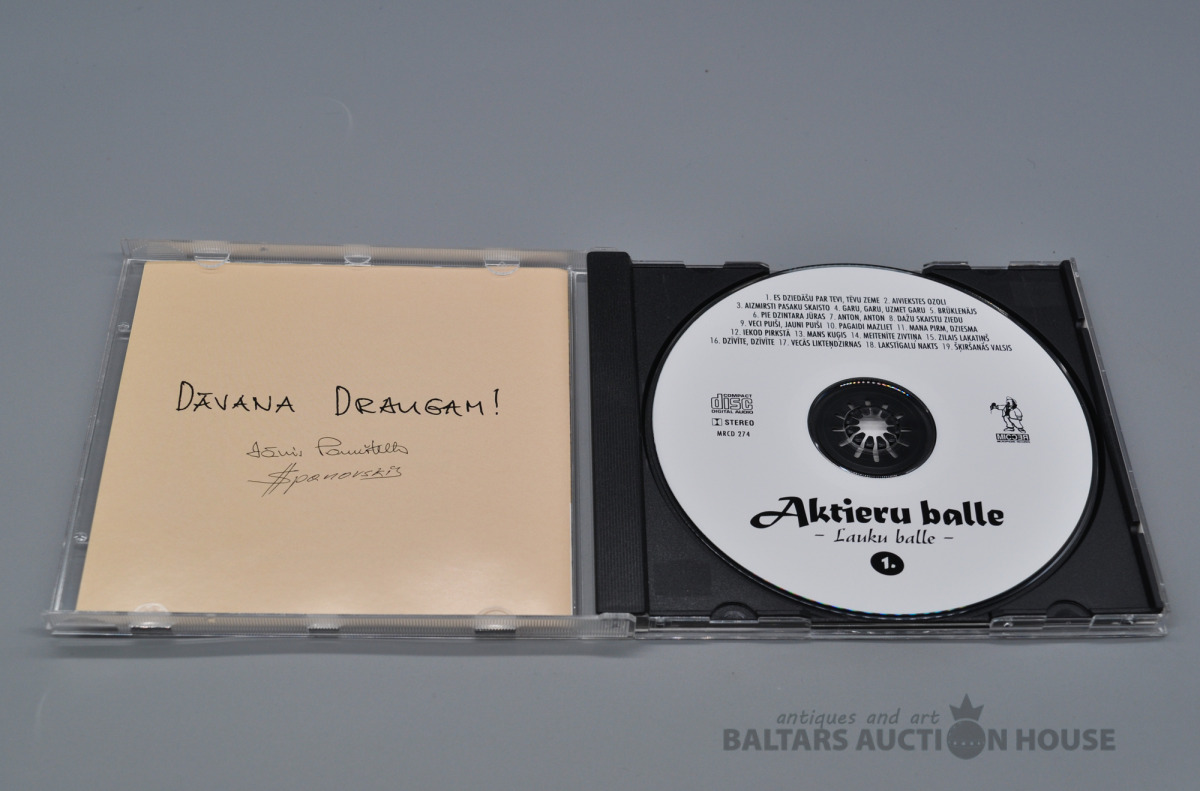 DĀVANA DRAUGAM!
Jānis
Spanovskis
1. ES DZIEDĀŠU PAR TEVI, TĒVU ZEME 2. AIVIEKSTES OZOLI
3. AIZMIRSTI PASAKU SKAISTO 4. GARU, GARU, UZMET GARU 5. BRŪKLENĀJS
6. PIE DZINTARA JŪRAS 7. ANTON, ANTON 8. DAŽU SKAISTU ZIEDU
9. VECI PUIŠI, JAUNI PUIŠI 10. PAGAIDI MAZLIET 11. MANA PIRM, DZIESMA
12. IEKOD PIRKSTĀ 13. MANS KUĢIS 14. MEITENĪTE ZIVTIŅA 15. ZILAIS LAKATIŅŠ
16. DZĪVĪTE, DZĪVĪTE 17. VECĀS LIKTEŅDZIRNAS 18. LAKSTĪGALU NAKTS 19. ŠĶIRŠANĀS VALSIS
COMPACT
disc
DIGITAL AUDIO
STEREO
MRCD 274
MICREC
Aktieru balle
– Lauku balle –
1.
antiques and art
BALTARS AUCTION HOUSE